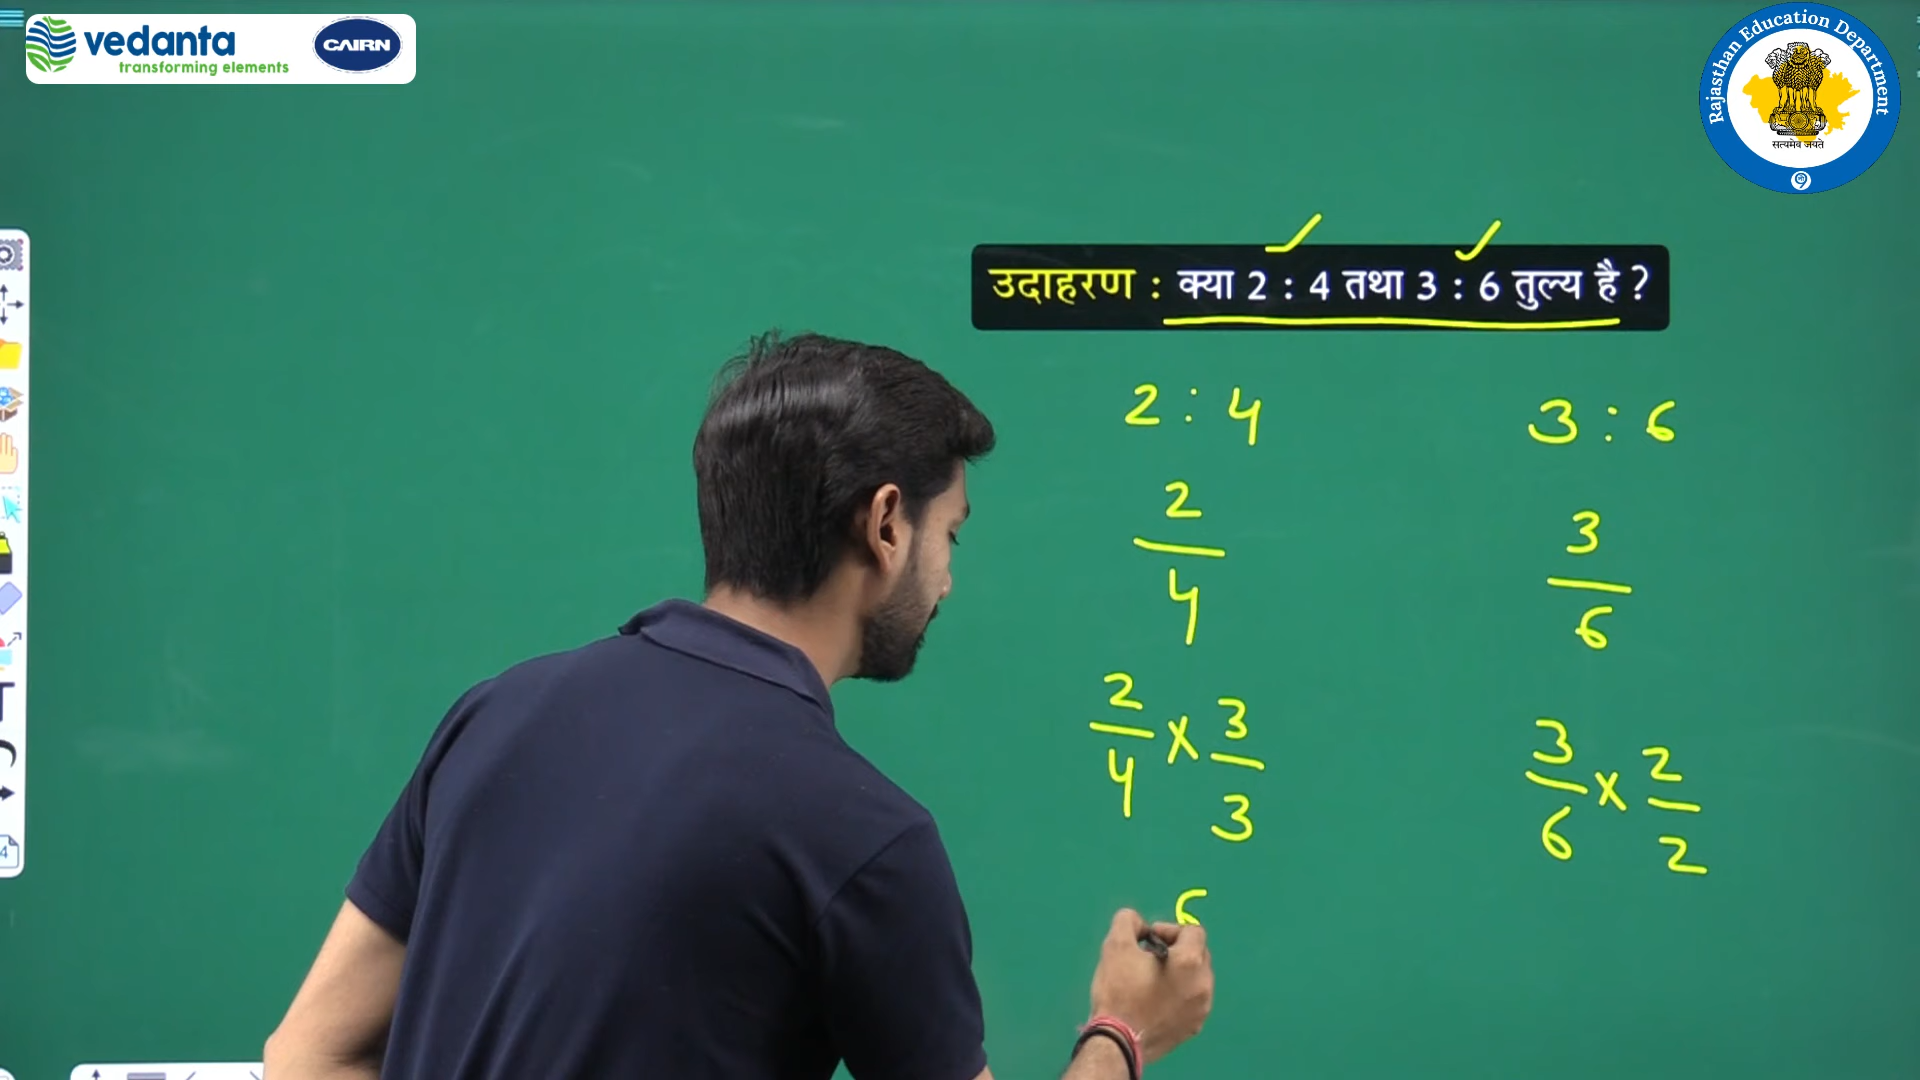 vedanta
transforming elements
CAIRN
Rajasthan Education Department
सत्यमेव जयते
उदाहरण : क्या 2 : 4 तथा 3 : 6 तुल्य है ?
2 : 4
3 : 6
2
4
3
6
2/4 × 3/3
3/6 × 2/2
6